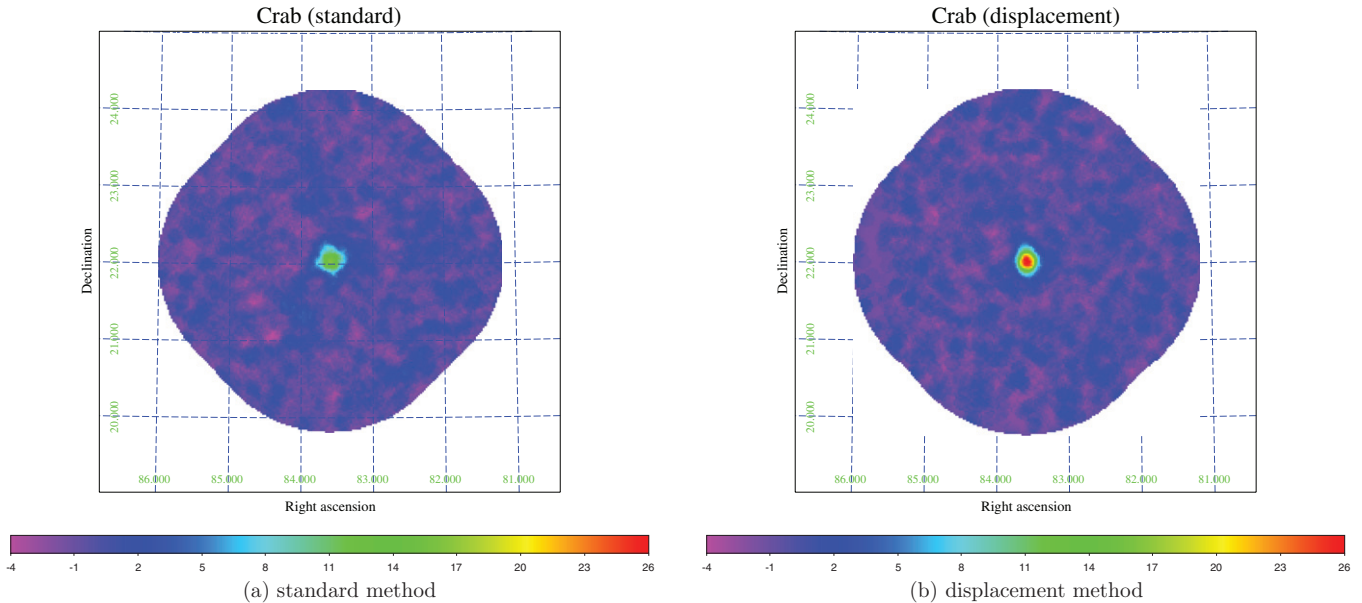 Crab (standard)
Declination
24.000
23.000
22.000
21.000
20.000
86.000 85.000 84.000 83.000 82.000 81.000
Right ascension
-4 -1 2 5 8 11 14 17 20 23 26
(a) standard method
Crab (displacement)
Declination
24.000
23.000
22.000
21.000
20.000
86.000 85.000 84.000 83.000 82.000 81.000
Right ascension
-4 -1 2 5 8 11 14 17 20 23 26
(b) displacement method